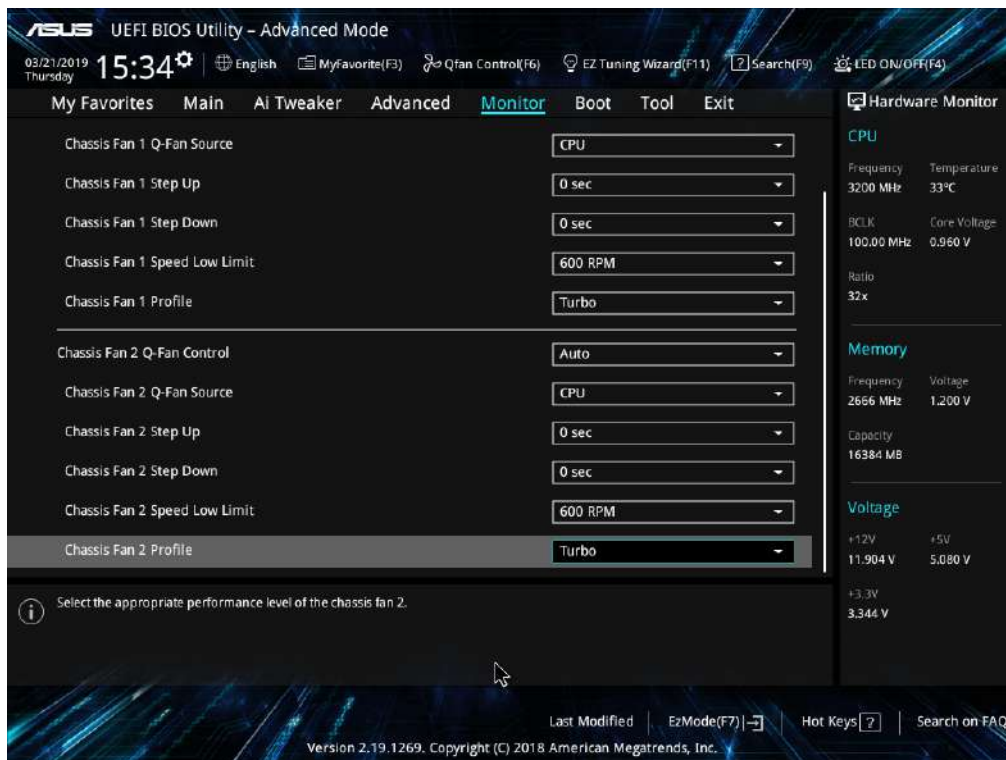 ASUS UEFI BIOS Utility – Advanced Mode
03/21/2019
Thursday
15:34 English MyFavorite(F3) Qfan Control(F6) EZ Tuning Wizard(F11) ? Search(F9) LED ON/OFF(F4)
My Favorites Main Ai Tweaker Advanced Monitor Boot Tool Exit
Chassis Fan 1 Q-Fan Source CPU
Chassis Fan 1 Step Up 0 sec
Chassis Fan 1 Step Down 0 sec
Chassis Fan 1 Speed Low Limit 600 RPM
Chassis Fan 1 Profile Turbo
Chassis Fan 2 Q-Fan Control Auto
Chassis Fan 2 Q-Fan Source CPU
Chassis Fan 2 Step Up 0 sec
Chassis Fan 2 Step Down 0 sec
Chassis Fan 2 Speed Low Limit 600 RPM
Chassis Fan 2 Profile Turbo
i Select the appropriate performance level of the chassis fan 2.
Hardware Monitor
CPU
Frequency Temperature
3200 MHz 33°C
BCLK Core Voltage
100.00 MHz 0.960 V
Ratio
32x
Memory
Frequency Voltage
2666 MHz 1.200 V
Capacity
16384 MB
Voltage
+12V +5V
11.904 V 5.080 V
+3.3V
3.344 V
Last Modified EzMode(F7) Hot Keys ? Search on FAQ
Version 2.19.1269. Copyright (C) 2018 American Megatrends, Inc.